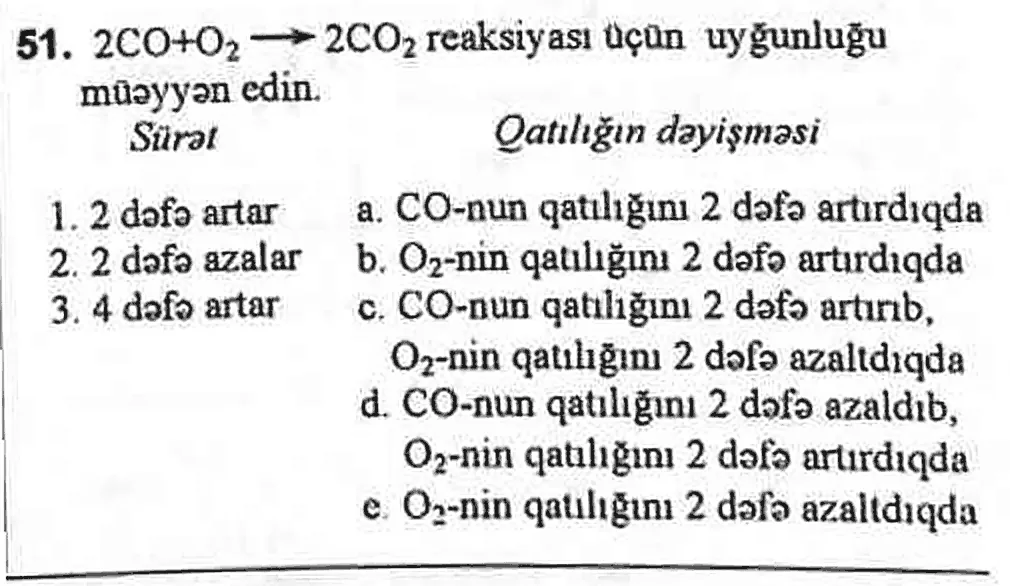 51. 2CO+O₂ → 2CO₂ reaksiyası üçün uyğunluğu
müəyyən edin.
Sürət Qatılığın dəyişməsi
1. 2 dəfə artar a. CO-nun qatılığını 2 dəfə artırdıqda
2. 2 dəfə azalar b. O₂-nin qatılığını 2 dəfə artırdıqda
3. 4 dəfə artar c. CO-nun qatılığını 2 dəfə artırıb,
O₂-nin qatılığını 2 dəfə azaltdıqda
d. CO-nun qatılığını 2 dəfə azaldıb,
O₂-nin qatılığını 2 dəfə artırdıqda
e. O₂-nin qatılığını 2 dəfə azaltdıqda